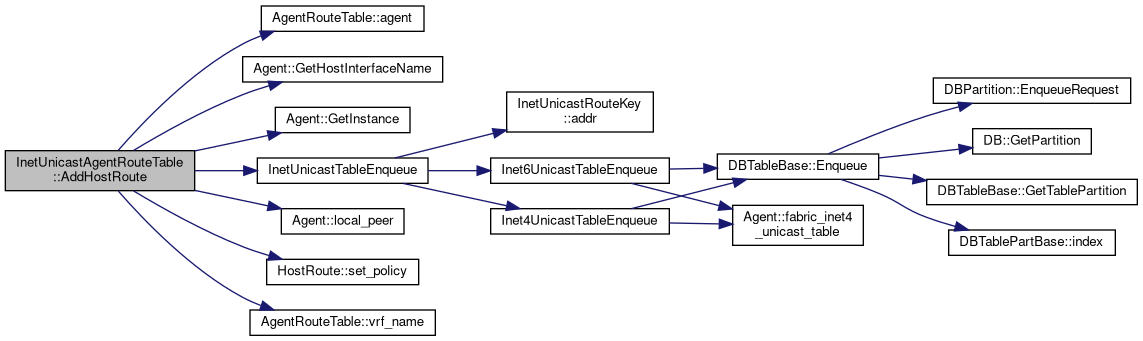 InetUnicastAgentRouteTable
::AddHostRoute
AgentRouteTable::agent
Agent::GetHostInterfaceName
Agent::GetInstance
InetUnicastTableEnqueue
Agent::local_peer
HostRoute::set_policy
AgentRouteTable::vrf_name
InetUnicastRouteKey
::addr
Inet6UnicastTableEnqueue
Inet4UnicastTableEnqueue
DBTableBase::Enqueue
Agent::fabric_inet4
_unicast_table
DBPartition::EnqueueRequest
DB::GetPartition
DBTableBase::GetTablePartition
DBTablePartBase::index